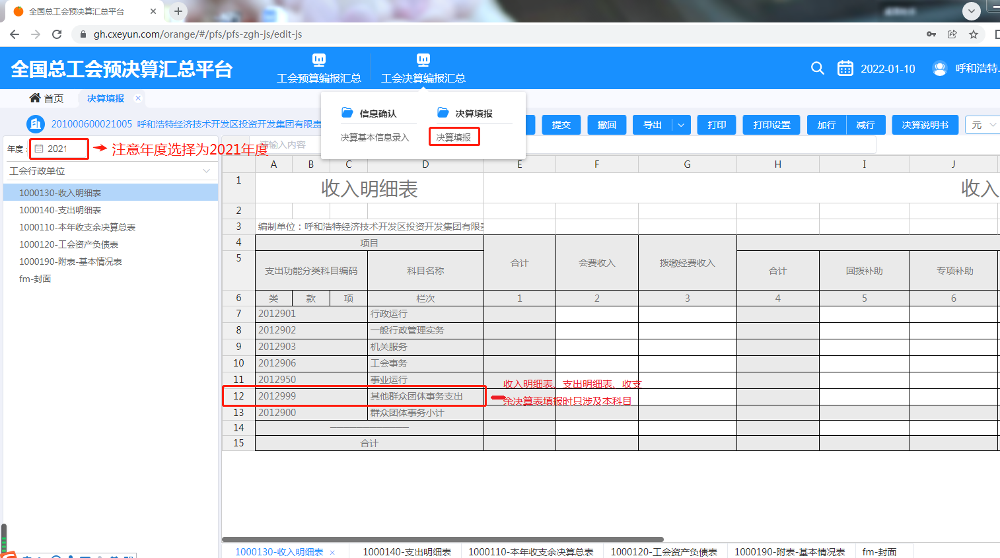 全国总工会预决算汇总平台
gh.cxeyun.com/orange/#/pfs/pfs-zgh-js/edit-js
全国总工会预决算汇总平台
工会预算编报汇总
工会决算编报汇总
2022-01-10
呼和浩特..
首页
决算填报
信息确认
决算填报
决算基本信息录入
决算填报
201000600021005 呼和浩特经济技术开发区投资开发集团有限责
提交
撤回
导出
打印
打印设置
加行
减行
决算说明书
元
年度：
2021
注意年度选择为2021年度
请输入内容
工会行政单位
1000130-收入明细表
1000140-支出明细表
1000110-本年收支余决算总表
1000120-工会资产负债表
1000190-附表-基本情况表
fm-封面
A B C D E F G H I J
1 收入明细表 收入
2
3 编制单位：呼和浩特经济技术开发区投资开发集团有限责
4 项目
合计 会费收入 拨缴经费收入
5 支出功能分类科目编码 科目名称 合计 回拨补助 专项补助
6 类 款 项 栏次 1 2 3 4 5 6
7 2012901 行政运行
8 2012902 一般行政管理实务
9 2012903 机关服务
10 2012906 工会事务
11 2012950 事业运行
收入明细表、支出明细表、收支
12 2012999 其他群众团体事务支出
余决算表填报时只涉及本科目
13 2012900 群众团体事务小计
14 ————————
15 合计
1000130-收入明细表
1000140-支出明细表
1000110-本年收支余决算总表
1000120-工会资产负债表
1000190-附表-基本情况表
fm-封面